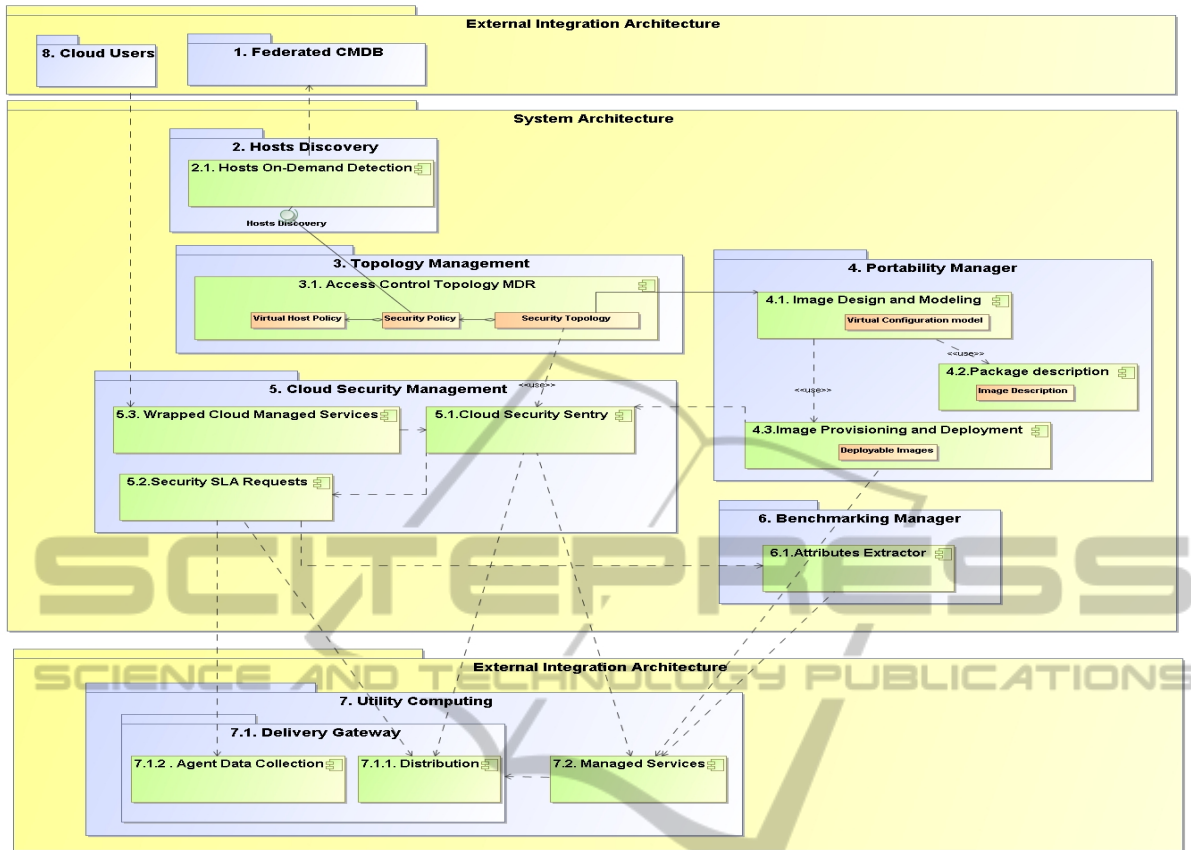 External Integration Architecture
8. Cloud Users
1. Federated CMDB
System Architecture
2. Hosts Discovery
2.1. Hosts On-Demand Detection
Hosts Discovery
3. Topology Management
3.1. Access Control Topology MDR
Virtual Host Policy
Security Policy
Security Topology
4. Portability Manager
4.1. Image Design and Modeling
Virtual Configuration model
<<use>>
4.2.Package description
Image Description
<<use>>
4.3.Image Provisioning and Deployment
Deployable Images
5. Cloud Security Management
<<use>>
5.3. Wrapped Cloud Managed Services
5.1.Cloud Security Sentry
5.2.Security SLA Requests
6. Benchmarking Manager
6.1.Attributes Extractor
SCITEPRESS
SCIENCE AND TECHNOLOGY PUBLICATIONS
External Integration Architecture
7. Utility Computing
7.1. Delivery Gateway
7.1.2 . Agent Data Collection
7.1.1. Distribution
7.2. Managed Services